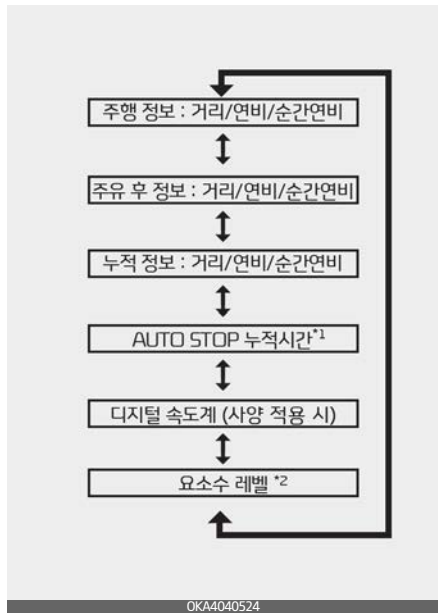 주행 정보 : 거리/연비/순간연비
주유 후 정보 : 거리/연비/순간연비
누적 정보 : 거리/연비/순간연비
AUTO STOP 누적시간*1
디지털 속도계 (사양 적용 시)
요소수 레벨 *2
OKA4040524